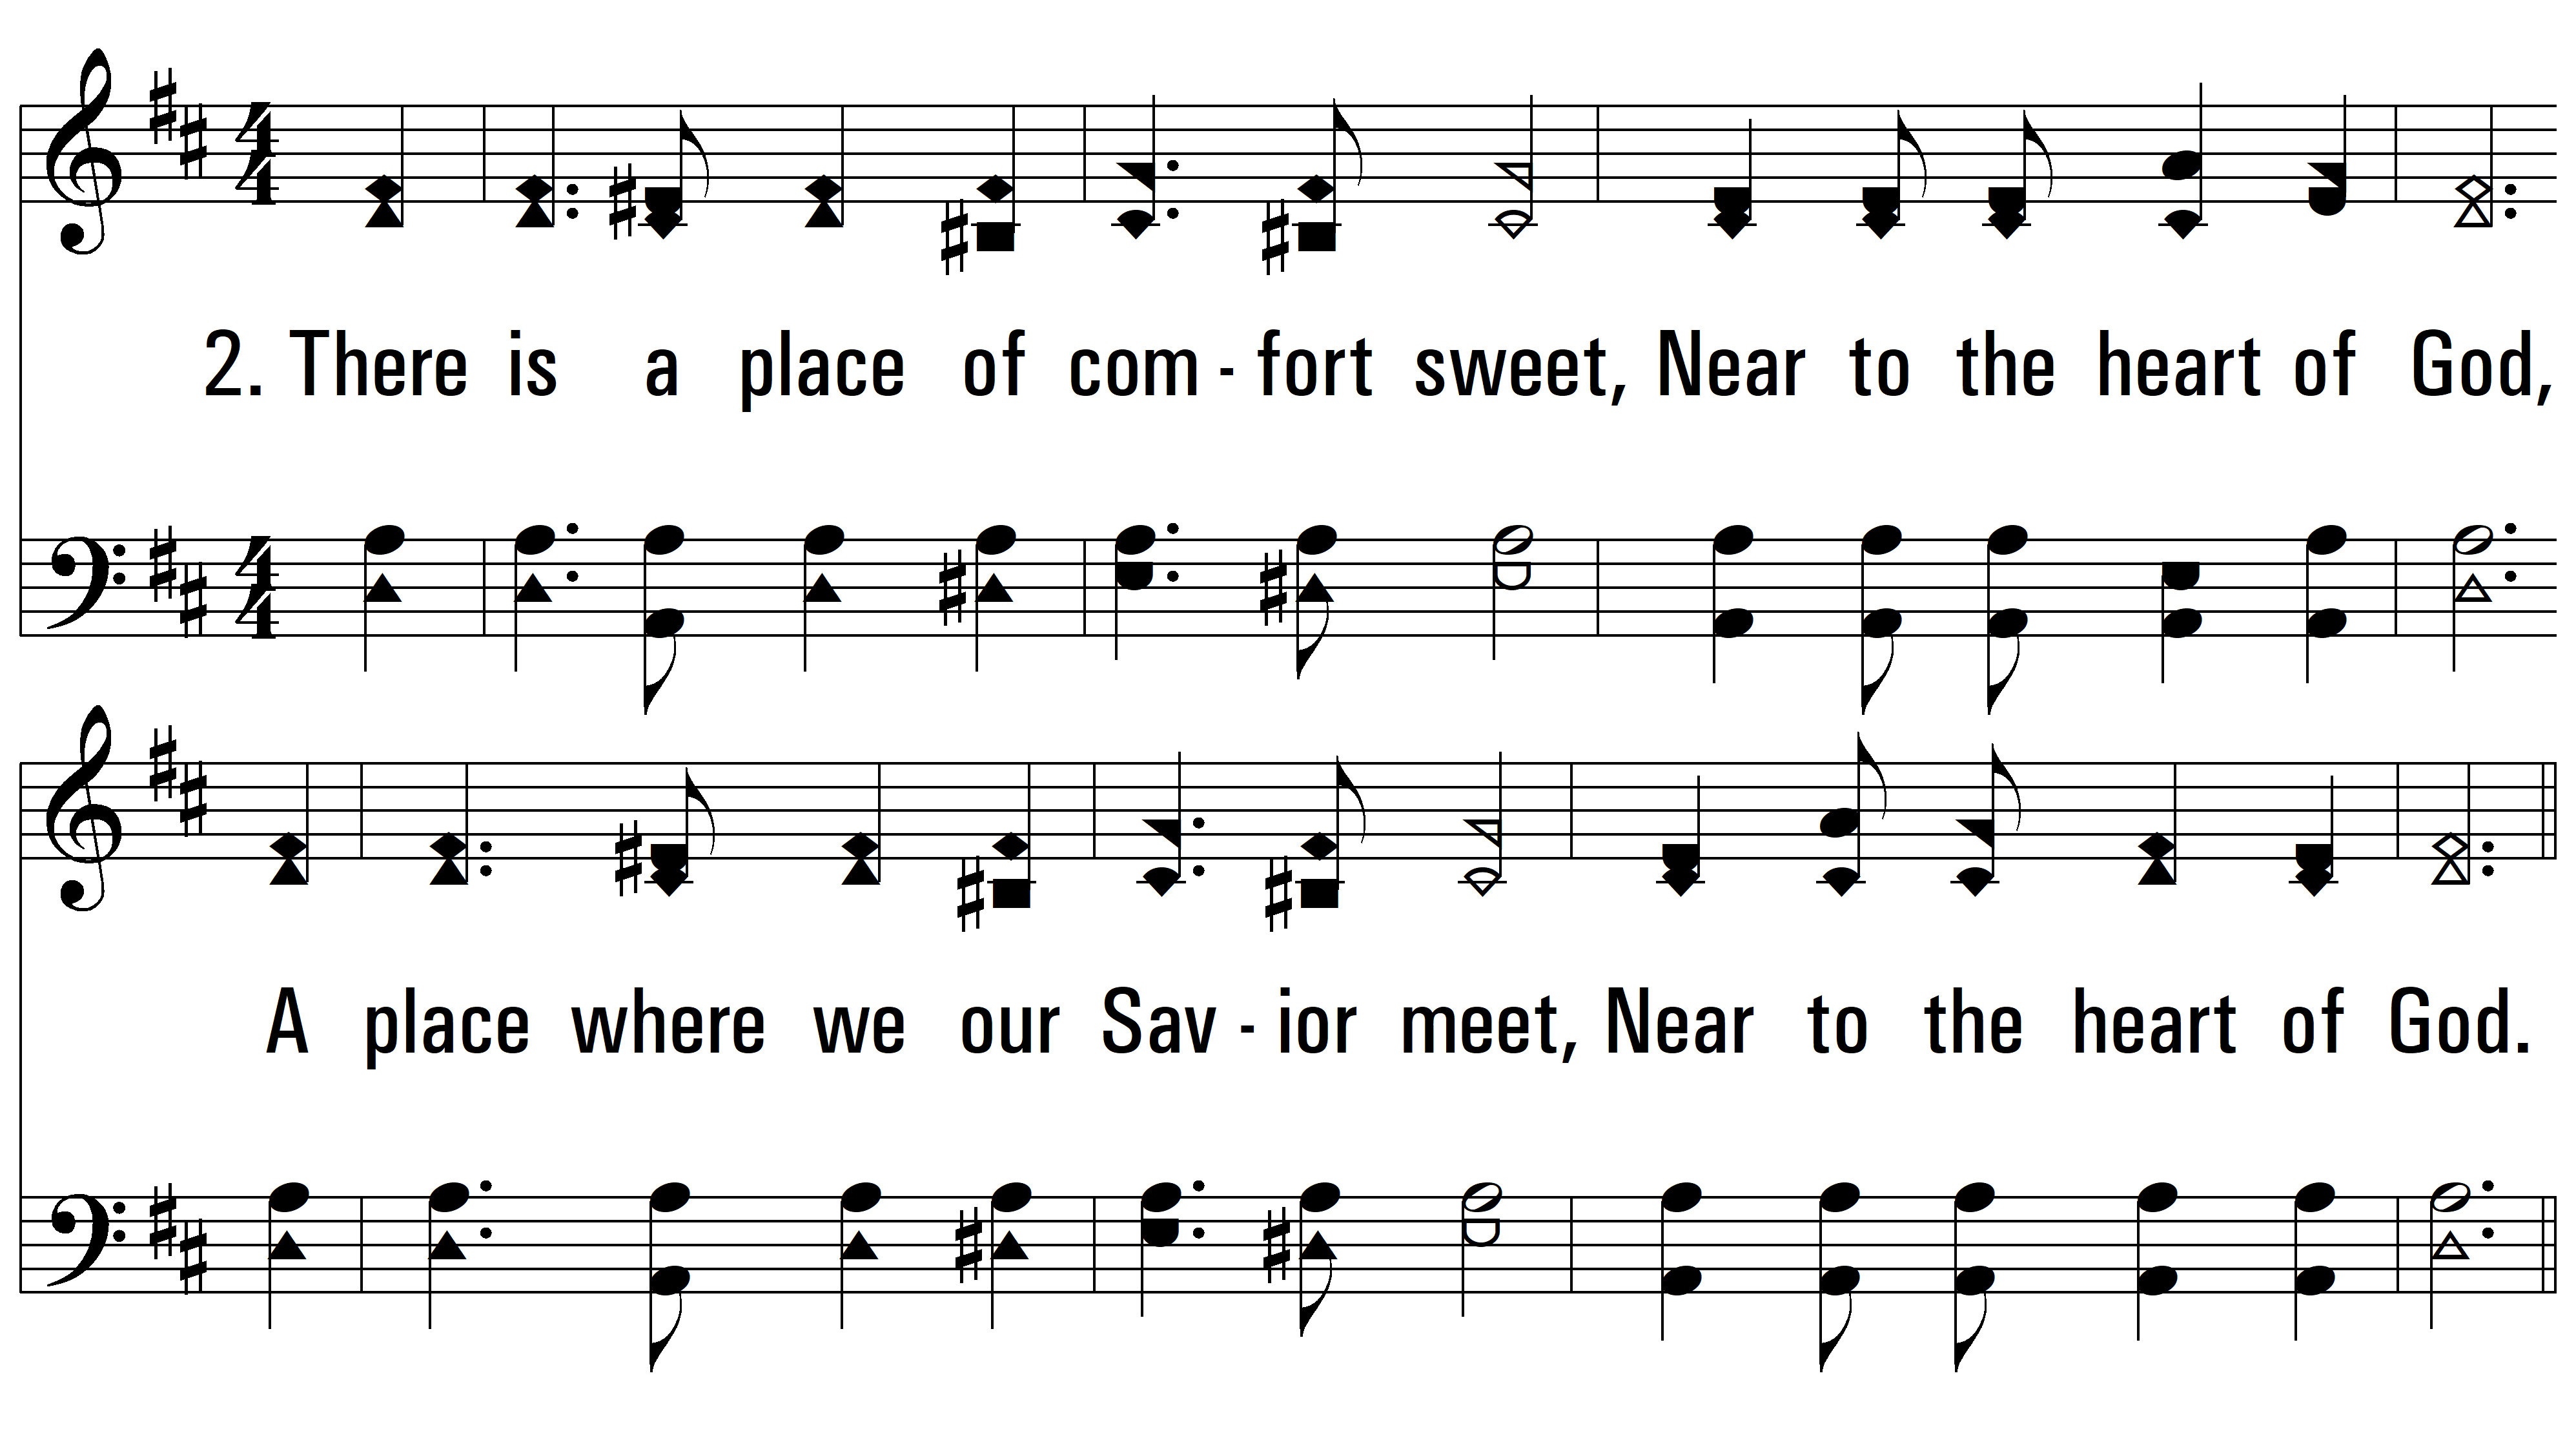 2. There is a place of com - fort sweet, Near to the heart of God,
A place where we our Sav - ior meet, Near to the heart of God.